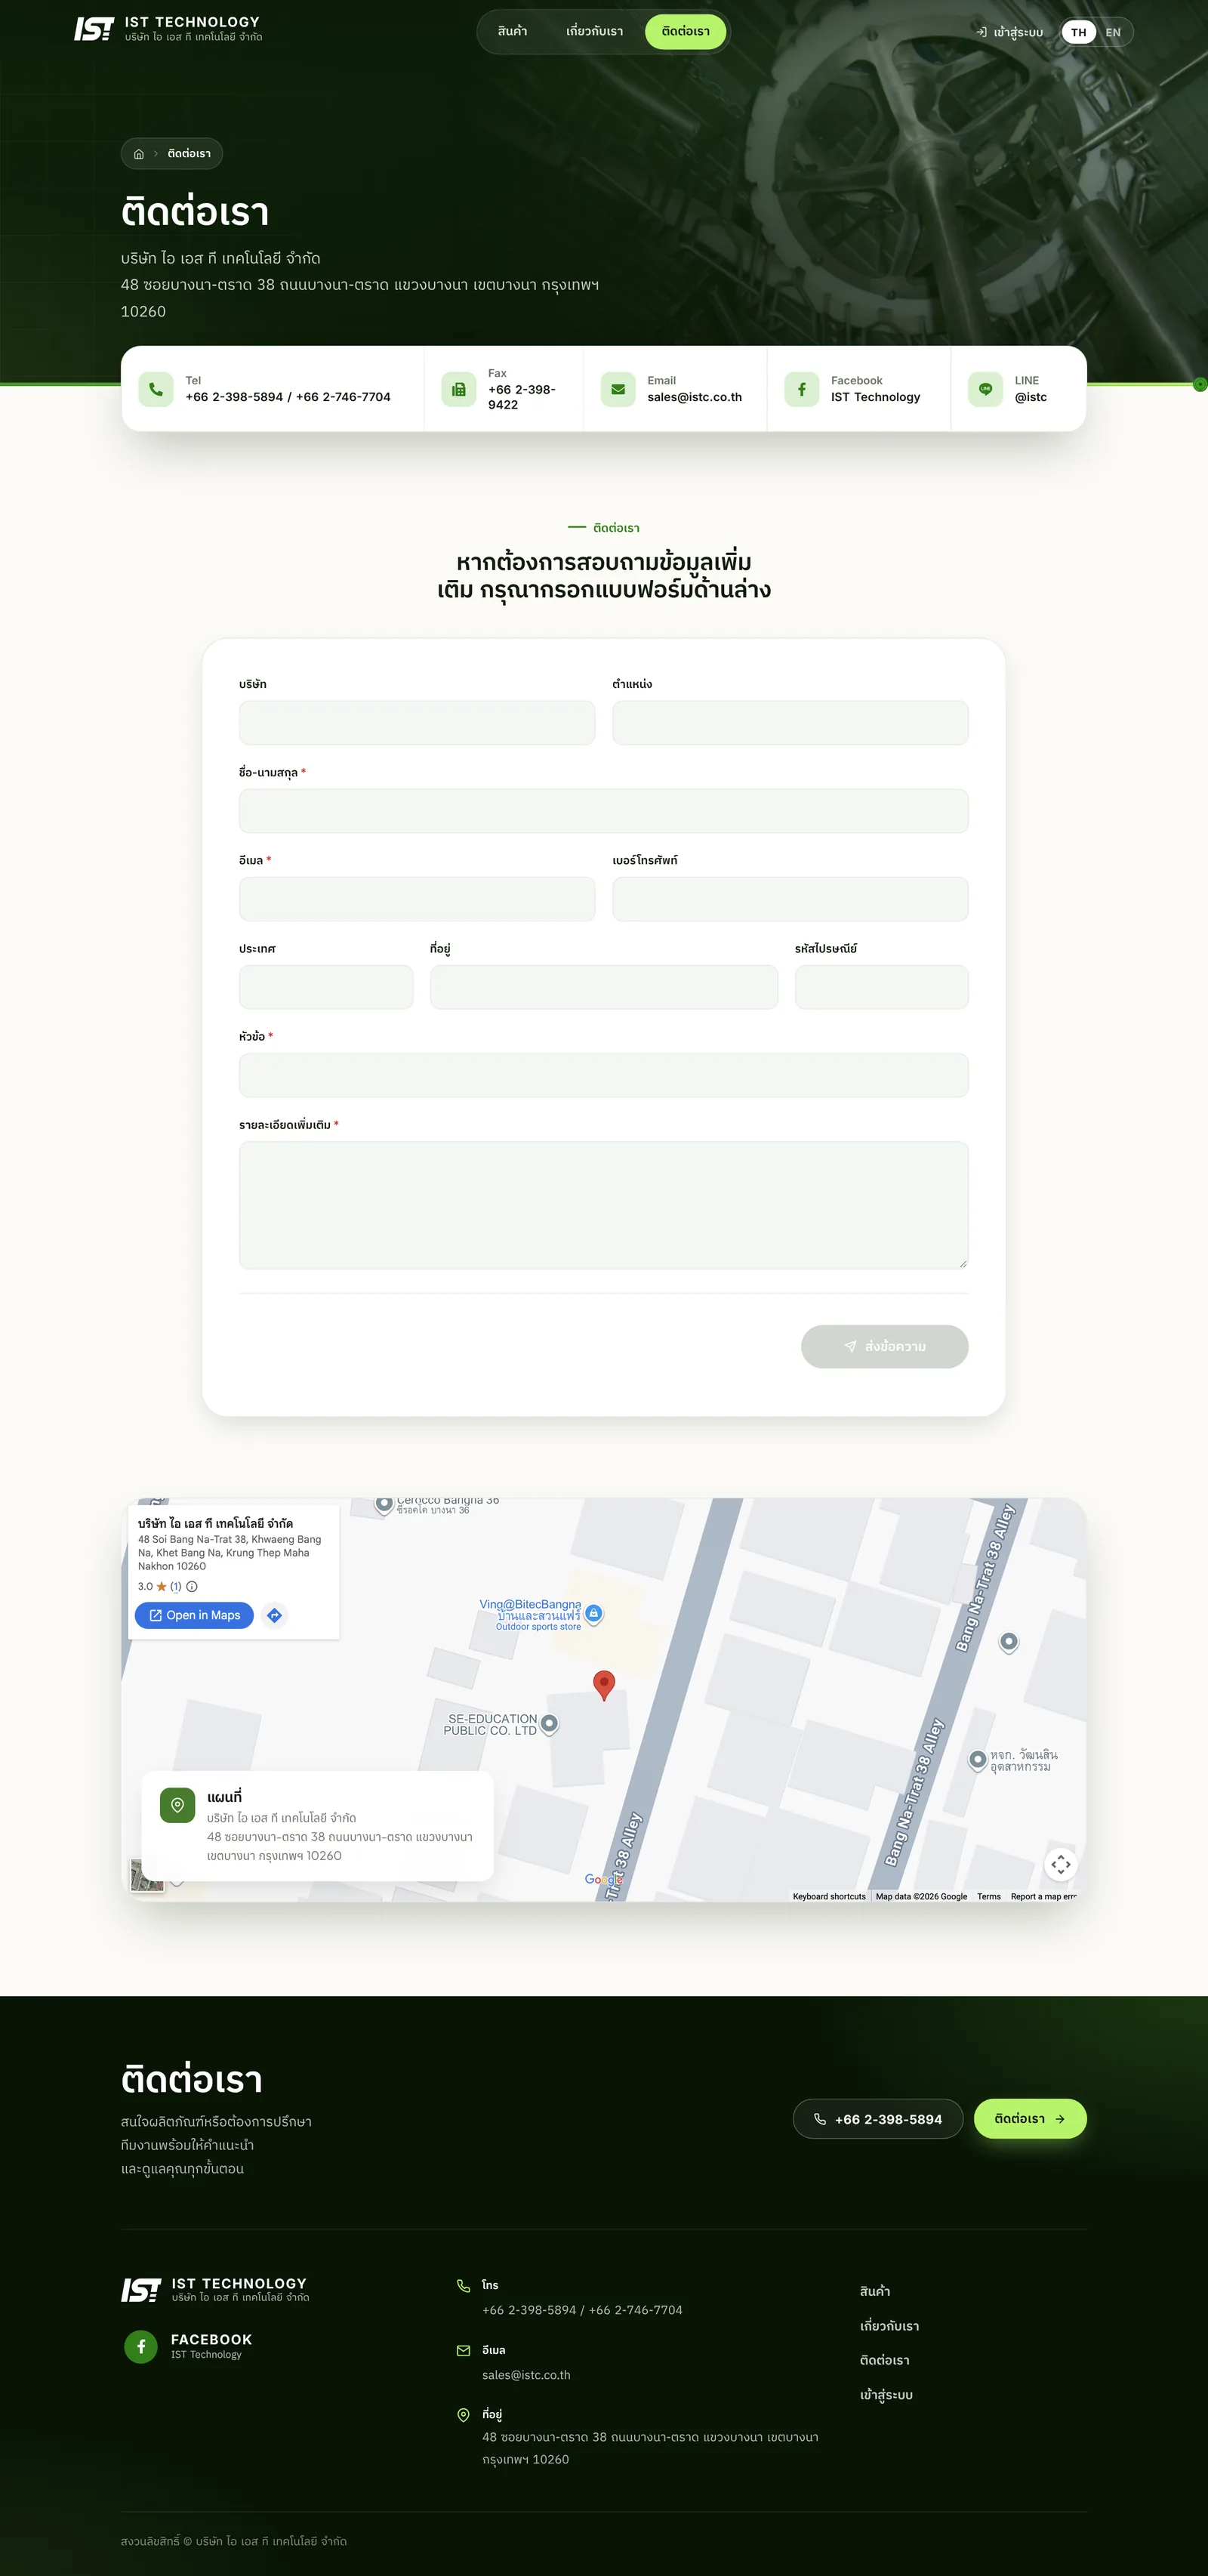 IST
IST TECHNOLOGY
บริษัท ไอ เอส ที เทคโนโลยี จำกัด
สินค้า
เกี่ยวกับเรา
ติดต่อเรา
เข้าสู่ระบบ
TH
EN
ติดต่อเรา
ติดต่อเรา
บริษัท ไอ เอส ที เทคโนโลยี จำกัด
48 ซอยบางนา-ตราด 38 ถนนบางนา-ตราด แขวงบางนา เขตบางนา กรุงเทพฯ
10260
Tel
+66 2-398-5894 / +66 2-746-7704
Fax
+66 2-398-
9422
Email
sales@istc.co.th
Facebook
IST Technology
LINE
@istc
ติดต่อเรา
หากต้องการสอบถามข้อมูลเพิ่ม
เติม กรุณากรอกแบบฟอร์มด้านล่าง
บริษัท
ตำแหน่ง
ชื่อ-นามสกุล *
อีเมล *
เบอร์โทรศัพท์
ประเทศ
ที่อยู่
รหัสไปรษณีย์
หัวข้อ *
รายละเอียดเพิ่มเติม *
ส่งข้อความ
Cerocco Bangna 36
ซีรอคโค บางนา 36
บริษัท ไอ เอส ที เทคโนโลยี จำกัด
48 Soi Bang Na-Trat 38, Khwaeng Bang
Na, Khet Bang Na, Krung Thep Maha
Nakhon 10260
3.0 ★ (1)
Open in Maps
Ving@BitecBangna
บ้านและสวนแฟร์
Outdoor sports store
SE-EDUCATION
PUBLIC CO. LTD
Bang Na-Trat 38 Alley
Bang Na-Trat 38 Alley
หจก. วัฒนสิน
อุตสาหกรรม
แผนที่
บริษัท ไอ เอส ที เทคโนโลยี จำกัด
48 ซอยบางนา-ตราด 38 ถนนบางนา-ตราด แขวงบางนา
เขตบางนา กรุงเทพฯ 10260
Google
38 Alley
Keyboard shortcuts
Map data ©2026 Google
Terms
Report a map error
ติดต่อเรา
สนใจผลิตภัณฑ์หรือต้องการปรึกษา
ทีมงานพร้อมให้คำแนะนำ
และดูแลคุณทุกขั้นตอน
+66 2-398-5894
ติดต่อเรา
IST
IST TECHNOLOGY
บริษัท ไอ เอส ที เทคโนโลยี จำกัด
FACEBOOK
IST Technology
โทร
+66 2-398-5894 / +66 2-746-7704
อีเมล
sales@istc.co.th
ที่อยู่
48 ซอยบางนา-ตราด 38 ถนนบางนา-ตราด แขวงบางนา เขตบางนา
กรุงเทพฯ 10260
สินค้า
เกี่ยวกับเรา
ติดต่อเรา
เข้าสู่ระบบ
สงวนลิขสิทธิ์ © บริษัท ไอ เอส ที เทคโนโลยี จำกัด